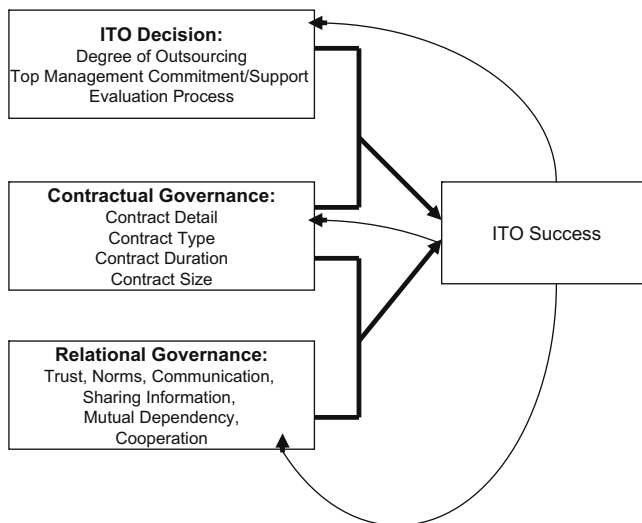 ITO Decision:
Degree of Outsourcing
Top Management Commitment/Support
Evaluation Process
Contractual Governance:
Contract Detail
Contract Type
Contract Duration
Contract Size
ITO Success
Relational Governance:
Trust, Norms, Communication,
Sharing Information,
Mutual Dependency,
Cooperation